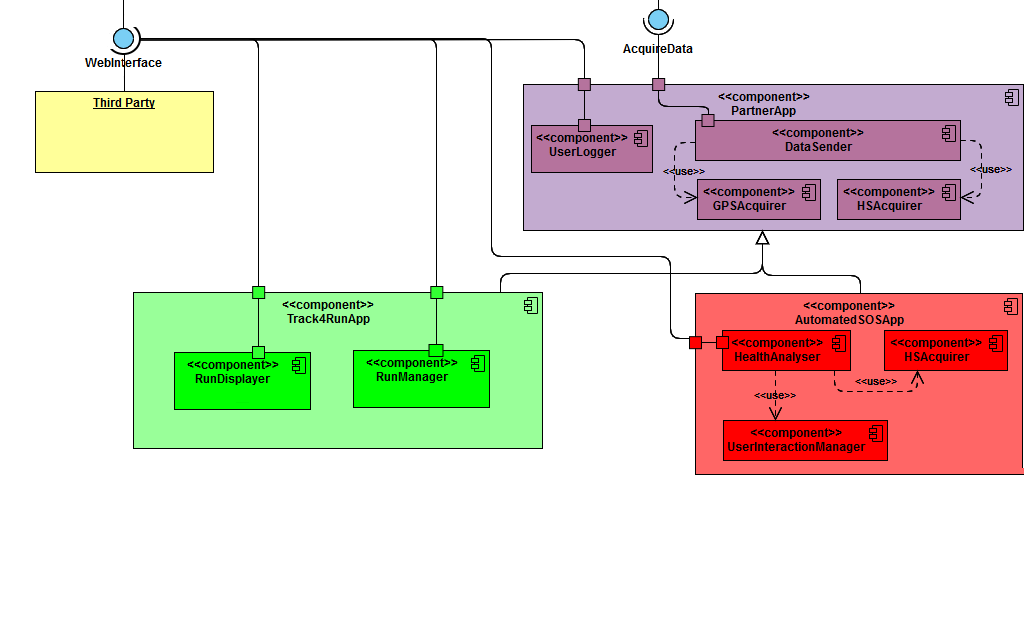 WebInterface
AcquireData
Third Party
<<component>>
PartnerApp
<<component>>
UserLogger
<<component>>
DataSender
<<use>>
<<use>>
<<component>>
GPSAcquirer
<<component>>
HSAcquirer
<<component>>
Track4RunApp
<<component>>
RunDisplayer
<<component>>
RunManager
<<component>>
AutomatedSOSApp
<<component>>
HealthAnalyser
<<component>>
HSAcquirer
<<use>>
<<use>>
<<component>>
UserInteractionManager